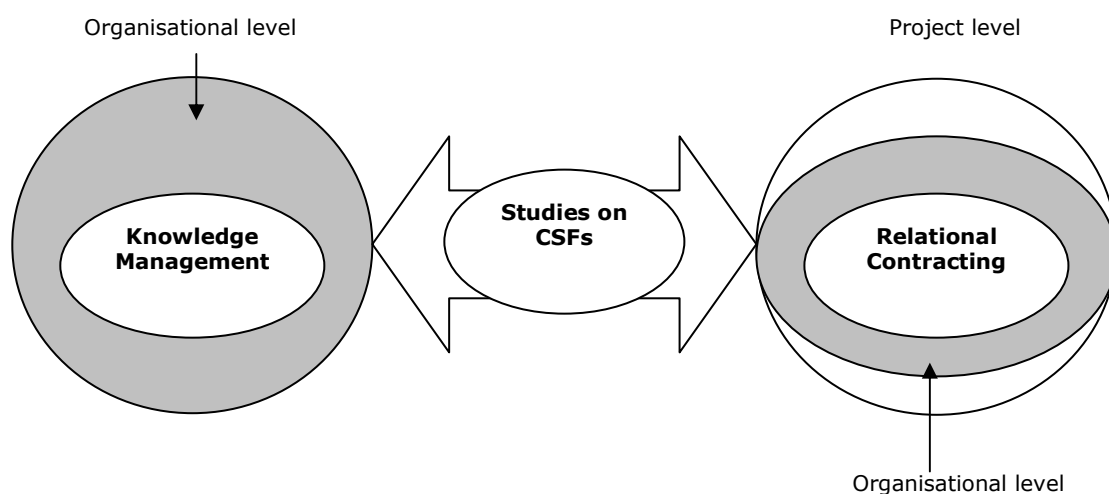 Organisational level
Project level
Knowledge
Management
Studies on
CSFs
Relational
Contracting
Organisational level